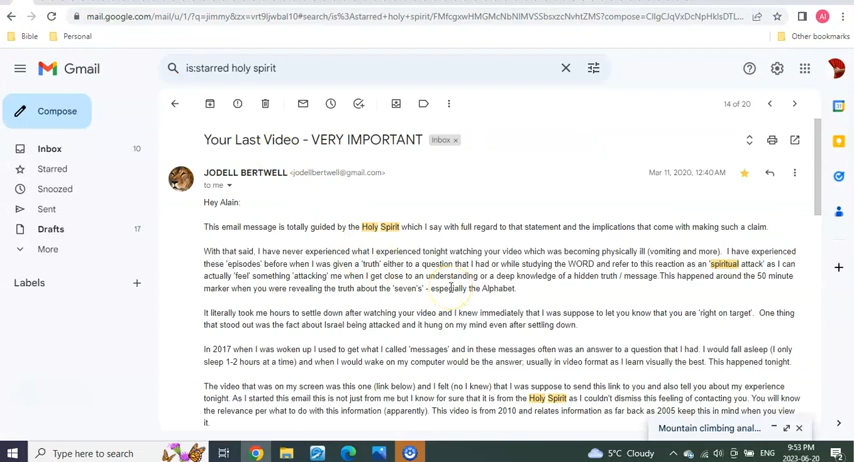 mail.google.com/mail/u/1/?q=jimmy&zx=vrt9ljwbal10#search/is%3Astarred+holy+spirit/
Bible Personal Other bookmarks
AI
Gmail
is:starred holy spirit
Compose
14 of 20
Your Last Video - VERY IMPORTANT Inbox ×
Inbox 10
Starred
Snoozed
Sent
Drafts
More
Labels
JODELL BERTWELL <jodellbertwell@gmail.com>
Mar 11, 2020, 12:40 AM
to me
Hey Alain:
This email message is totally guided by the Holy Spirit which I say with full regard to that statement and the implications that come with making such a claim.
With that said, I have never experienced what I experienced tonight watching your video which was becoming physically ill (vomiting and more). I have experienced
these 'episodes' before when I was given a 'truth' either to a question that I had or while studying the WORD and refer to this reaction as an 'spiritual attack' as I can
actually 'feel' something 'attacking' me when I get close to an understanding or a deep knowledge of a hidden truth / message.This happened around the 50 minute
marker when you were revealing the truth about the 'seven's' - especially the Alphabet.
It literally took me hours to settle down after watching your video and I knew immediately that I was suppose to let you know that you are 'right on target'. One thing
that stood out was the fact about Israel being attacked and it hung on my mind even after settling down.
In 2017 when I was woken up I used to get what I called 'messages' and in these messages often was an answer to a question that I had. I would fall asleep (I only
sleep 1-2 hours at a time) and when I would wake on my computer would be the answer; usually in video format as I learn visually the best. This happened tonight.
The video that was on my screen was this one (link below) and I felt (no I knew) that I was suppose to send this link to you and also tell you about my experience
tonight. As I started this email this is not just from me but I know for sure that it is from the Holy Spirit as I couldn't dismiss this feeling of contacting you. You will know
the relevance per what to do with this information (apparently). This video is from 2010 and relates information as far back as 2005 keep this in mind when you view
it.
Mountain climbing anal...
Type here to search
5°C Cloudy
ENG
9:53 PM
2023-06-20
2